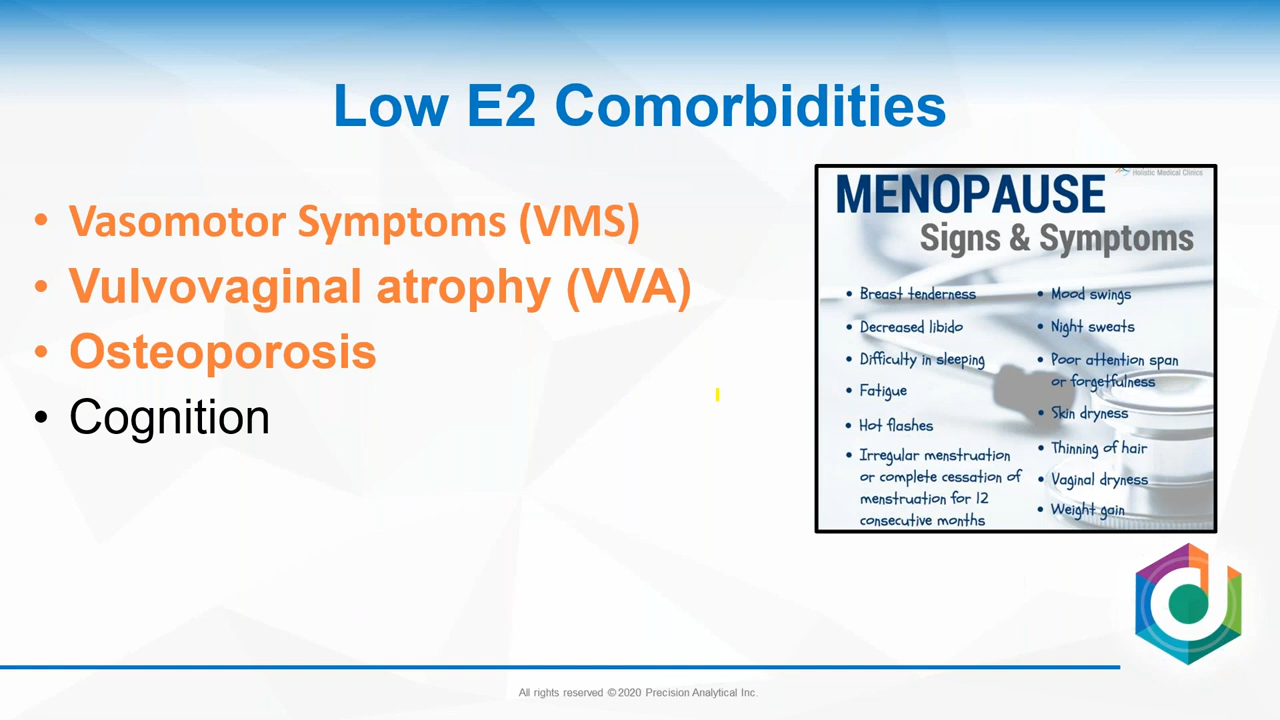 Low E2 Comorbidities
• Vasomotor Symptoms (VMS)
• Vulvovaginal atrophy (VVA)
• Osteoporosis
• Cognition
Holistic Medical Clinics
MENOPAUSE
Signs & Symptoms
• Breast tenderness
• Decreased libido
• Difficulty in sleeping
• Fatigue
• Hot flashes
• Irregular menstruation
or complete cessation of
menstruation for 12
consecutive months
• Mood swings
• Night sweats
• Poor attention span
or forgetfulness
• Skin dryness
• Thinning of hair
• Vaginal dryness
• Weight gain
All rights reserved © 2020 Precision Analytical Inc.